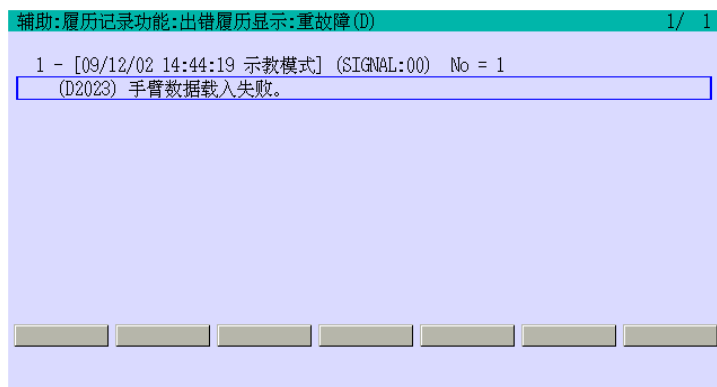 辅助:履历记录功能:出错履历显示:重故障(D) 1/ 1
1 - [09/12/02 14:44:19 示教模式] (SIGNAL:00) No = 1
(D2023) 手臂数据载入失败。